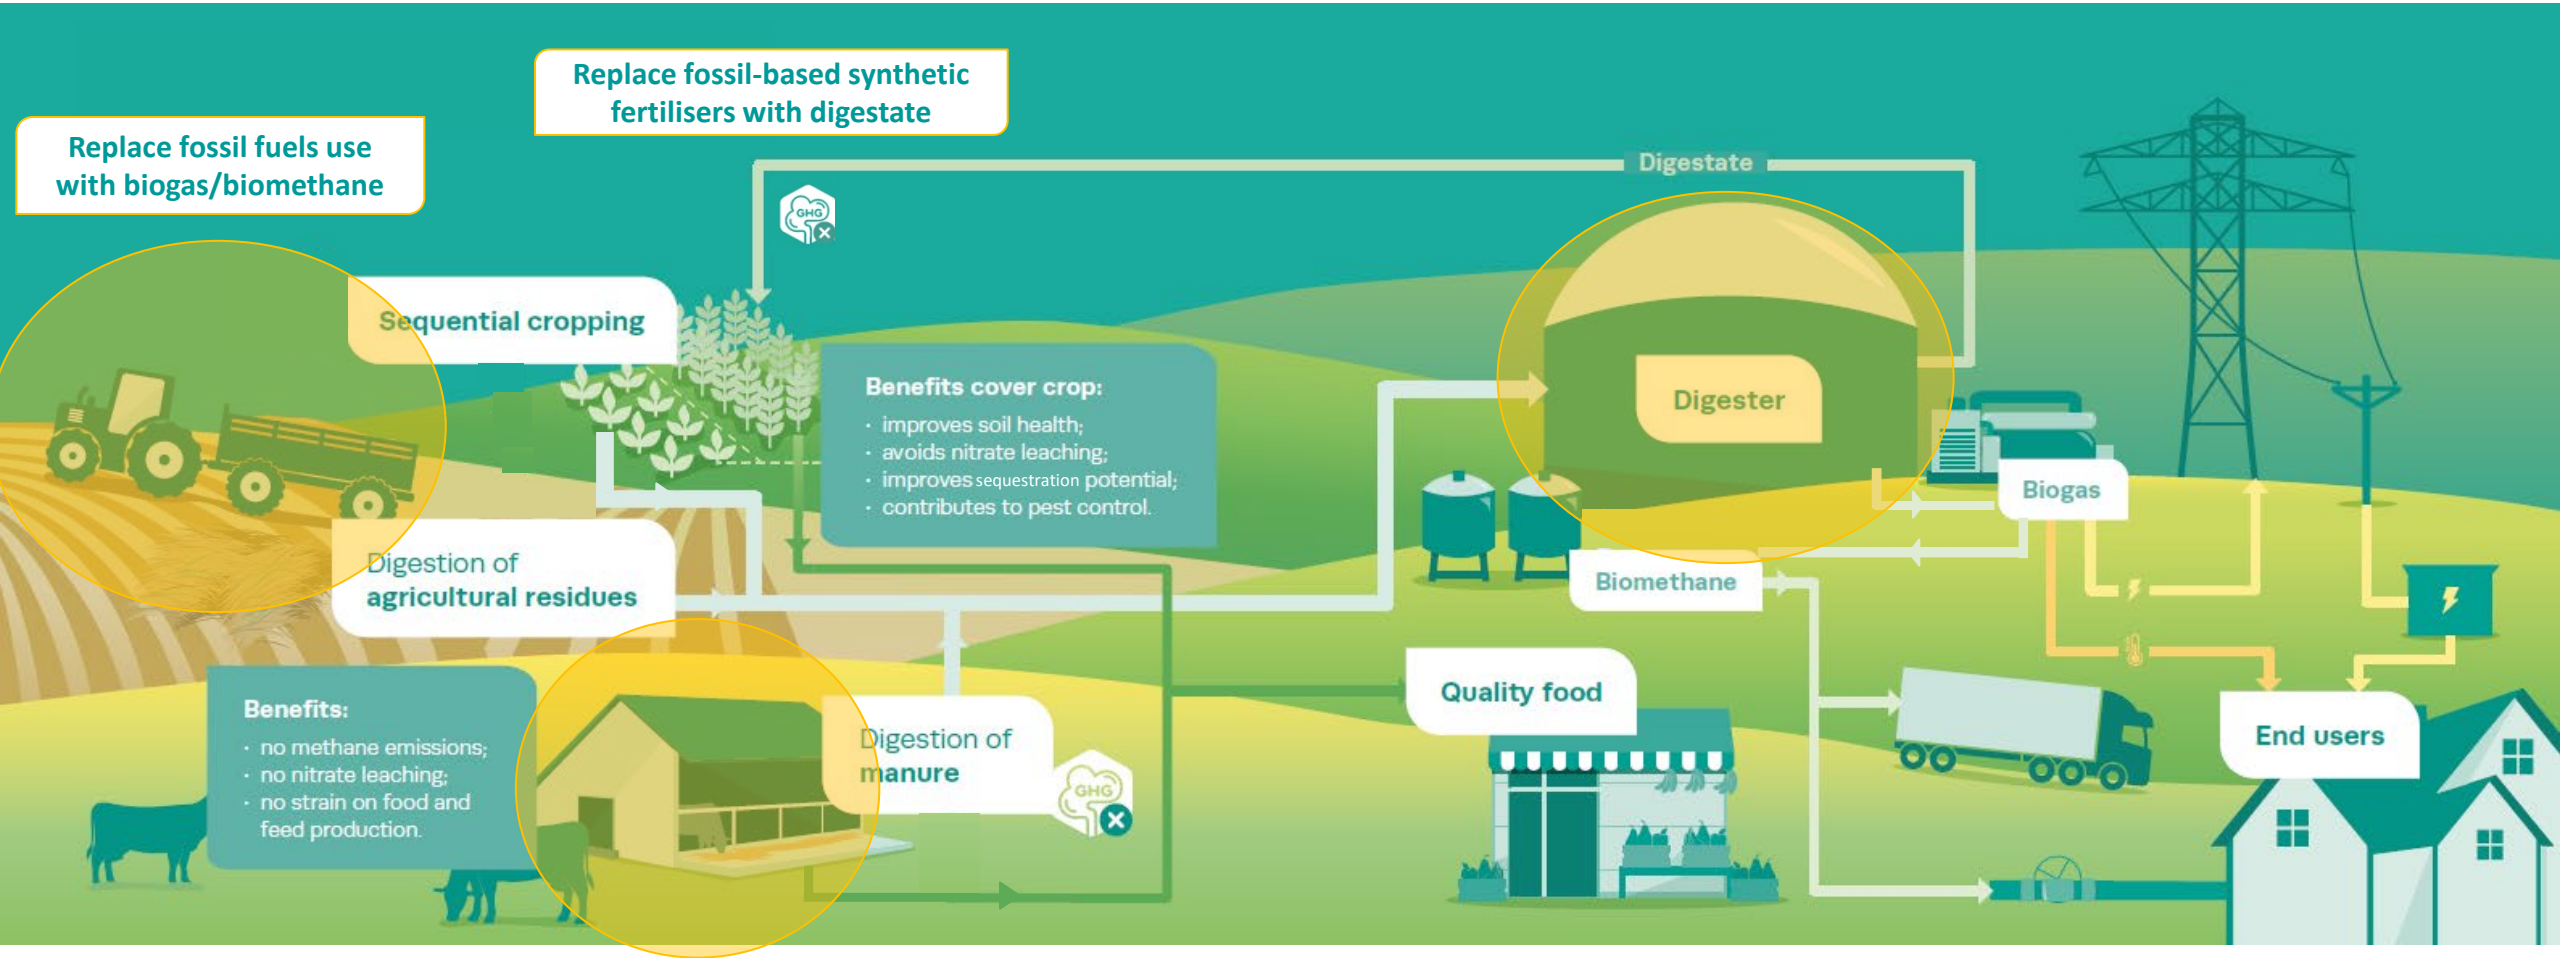 Replace fossil-based synthetic
fertilisers with digestate
Replace fossil fuels use
with biogas/biomethane
Digestate
GHG
Sequential cropping
Benefits cover crop:
· improves soil health;
· avoids nitrate leaching;
· improves sequestration potential;
· contributes to pest control.
Digester
Biogas
Digestion of
agricultural residues
Biomethane
Quality food
Benefits:
· no methane emissions;
· no nitrate leaching;
· no strain on food and
feed production.
Digestion of
manure
GHG
End users